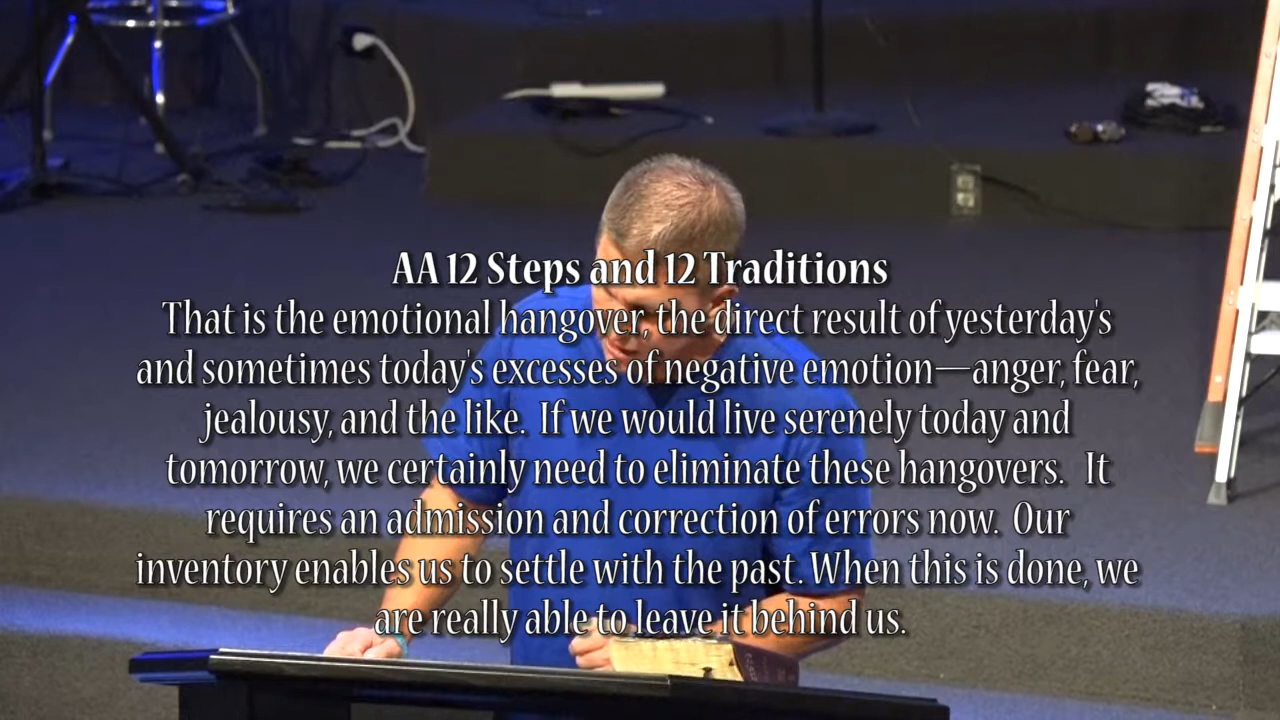 AA 12 Steps and 12 Traditions
That is the emotional hangover, the direct result of yesterday's
and sometimes today's excesses of negative emotion—anger, fear,
jealousy, and the like.  If we would live serenely today and
tomorrow, we certainly need to eliminate these hangovers.   It
requires an admission and correction of errors now.  Our
inventory enables us to settle with the past. When this is done, we
are really able to leave it behind us.